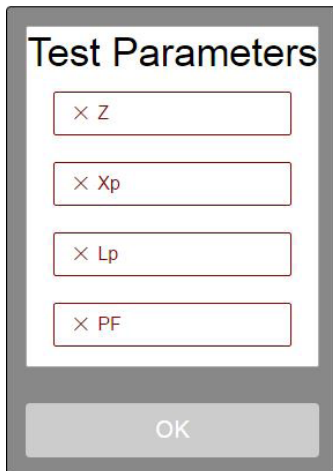 Test Parameters
× Z
× Xp
× Lp
× PF
OK